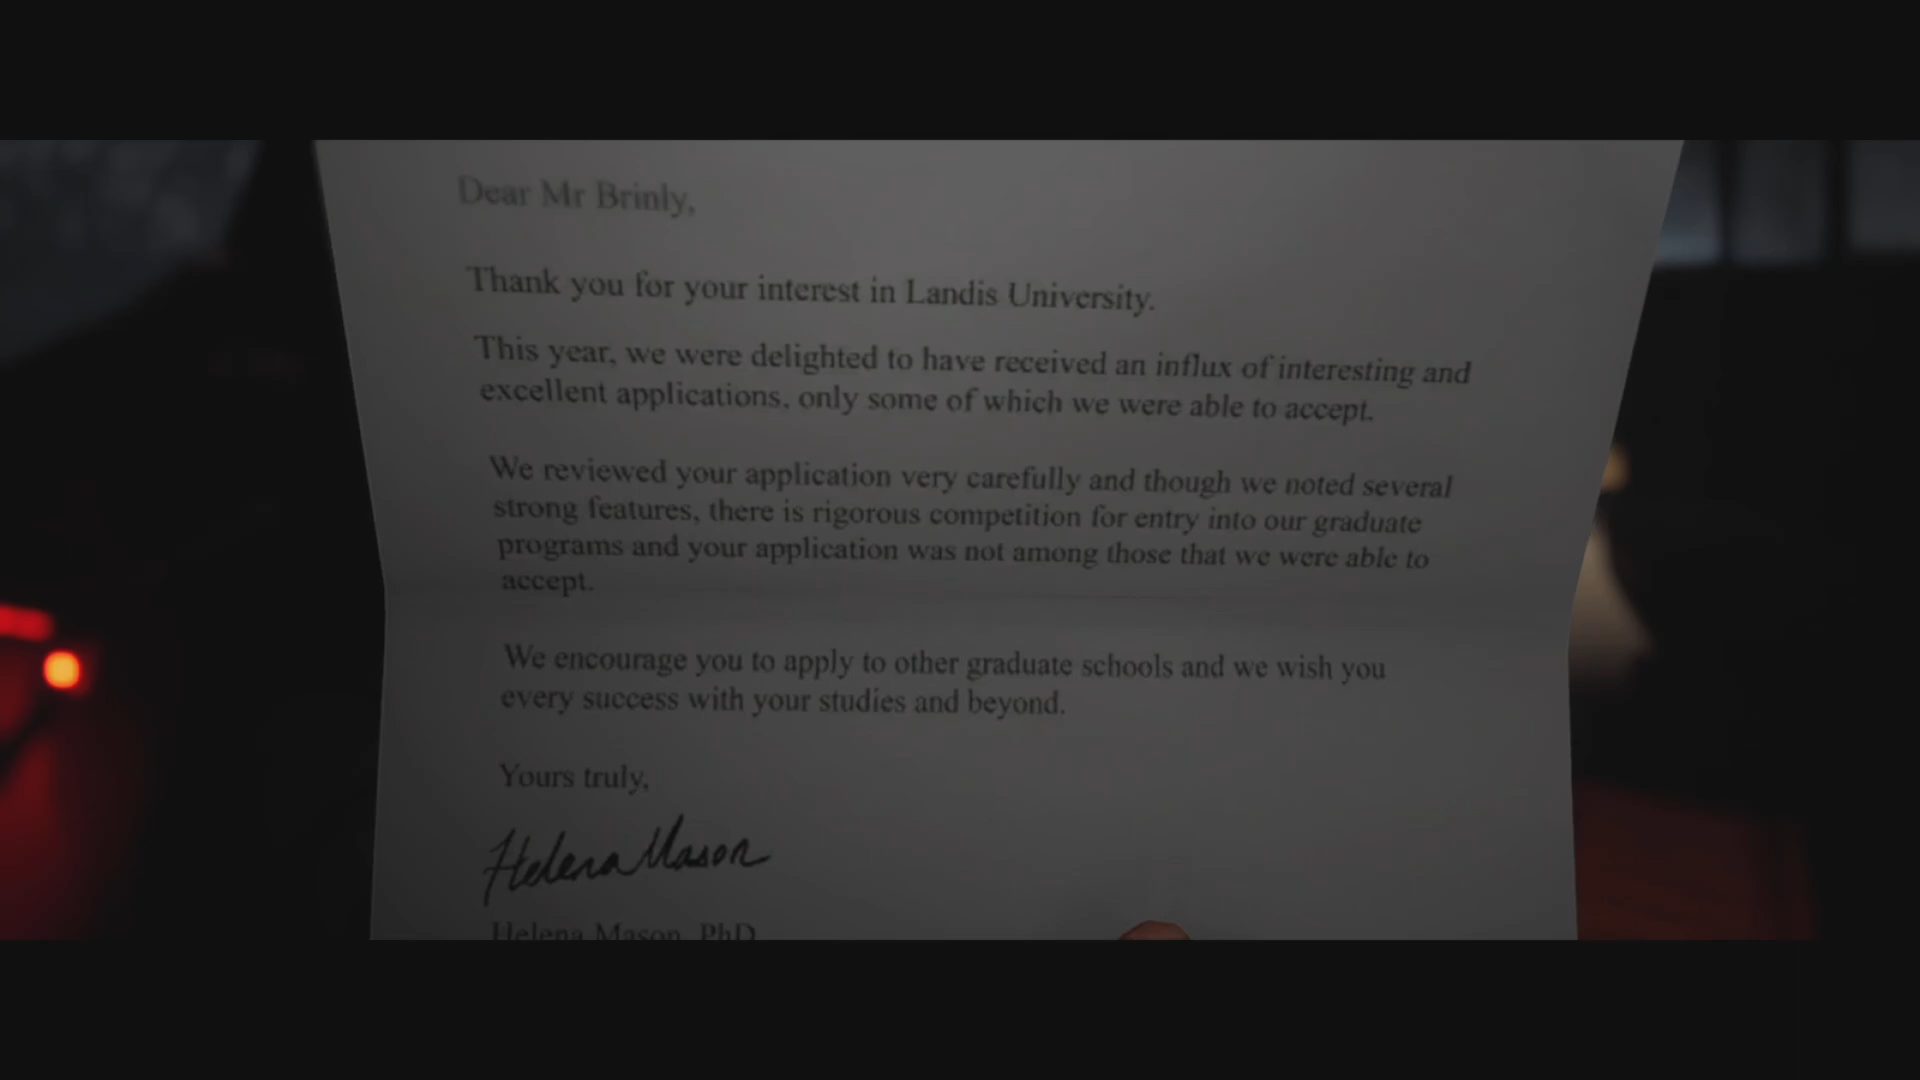 Dear Mr Brinly,
Thank you for your interest in Landis University.
This year, we were delighted to have received an influx of interesting and
excellent applications, only some of which we were able to accept.
We reviewed your application very carefully and though we noted several
strong features, there is rigorous competition for entry into our graduate
programs and your application was not among those that we were able to
accept.
We encourage you to apply to other graduate schools and we wish you
every success with your studies and beyond.
Yours truly,
Helena Mason
Helena Mason, PhD